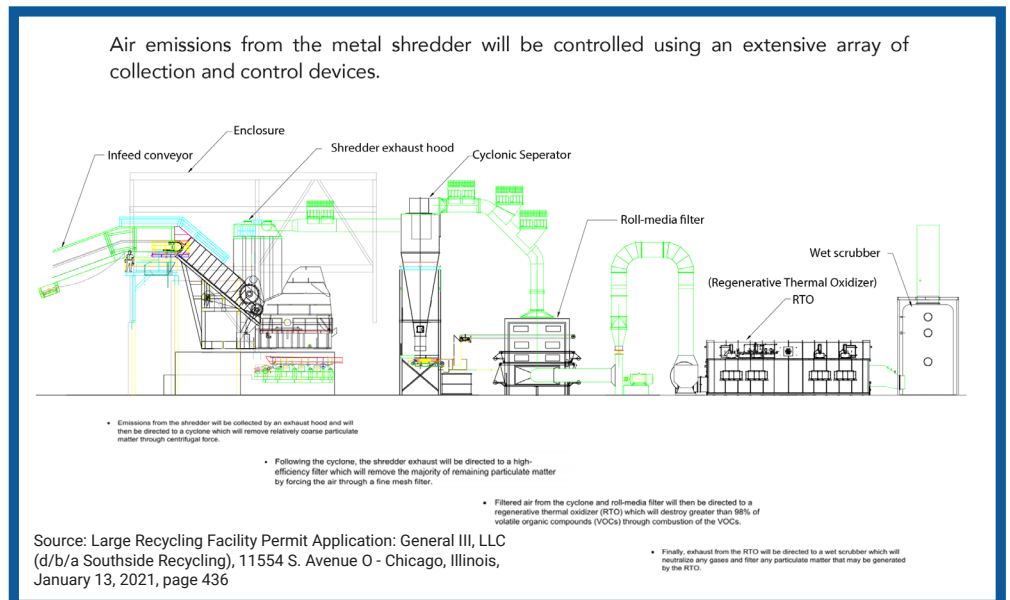 Air emissions from the metal shredder will be controlled using an extensive array of
collection and control devices.
Enclosure
Infeed conveyor
Shredder exhaust hood
Cyclonic Seperator
Roll-media filter
Wet scrubber
(Regenerative Thermal Oxidizer)
RTO
• Emissions from the shredder will be collected by an exhaust hood and will
then be directed to a cyclone which will remove relatively coarse particulate
matter through centrifugal force.
• Following the cyclone, the shredder exhaust will be directed to a high-
efficiency filter which will remove the majority of remaining particulate matter
by forcing the air through a fine mesh filter.
• Filtered air from the cyclone and roll-media filter will then be directed to a
regenerative thermal oxidizer (RTO) which will destroy greater than 98% of
volatile organic compounds (VOCs) through combustion of the VOCs.
• Finally, exhaust from the RTO will be directed to a wet scrubber which will
neutralize any gases and filter any particulate matter that may be generated
by the RTO.
Source: Large Recycling Facility Permit Application: General III, LLC
(d/b/a Southside Recycling), 11554 S. Avenue O - Chicago, Illinois,
January 13, 2021, page 436